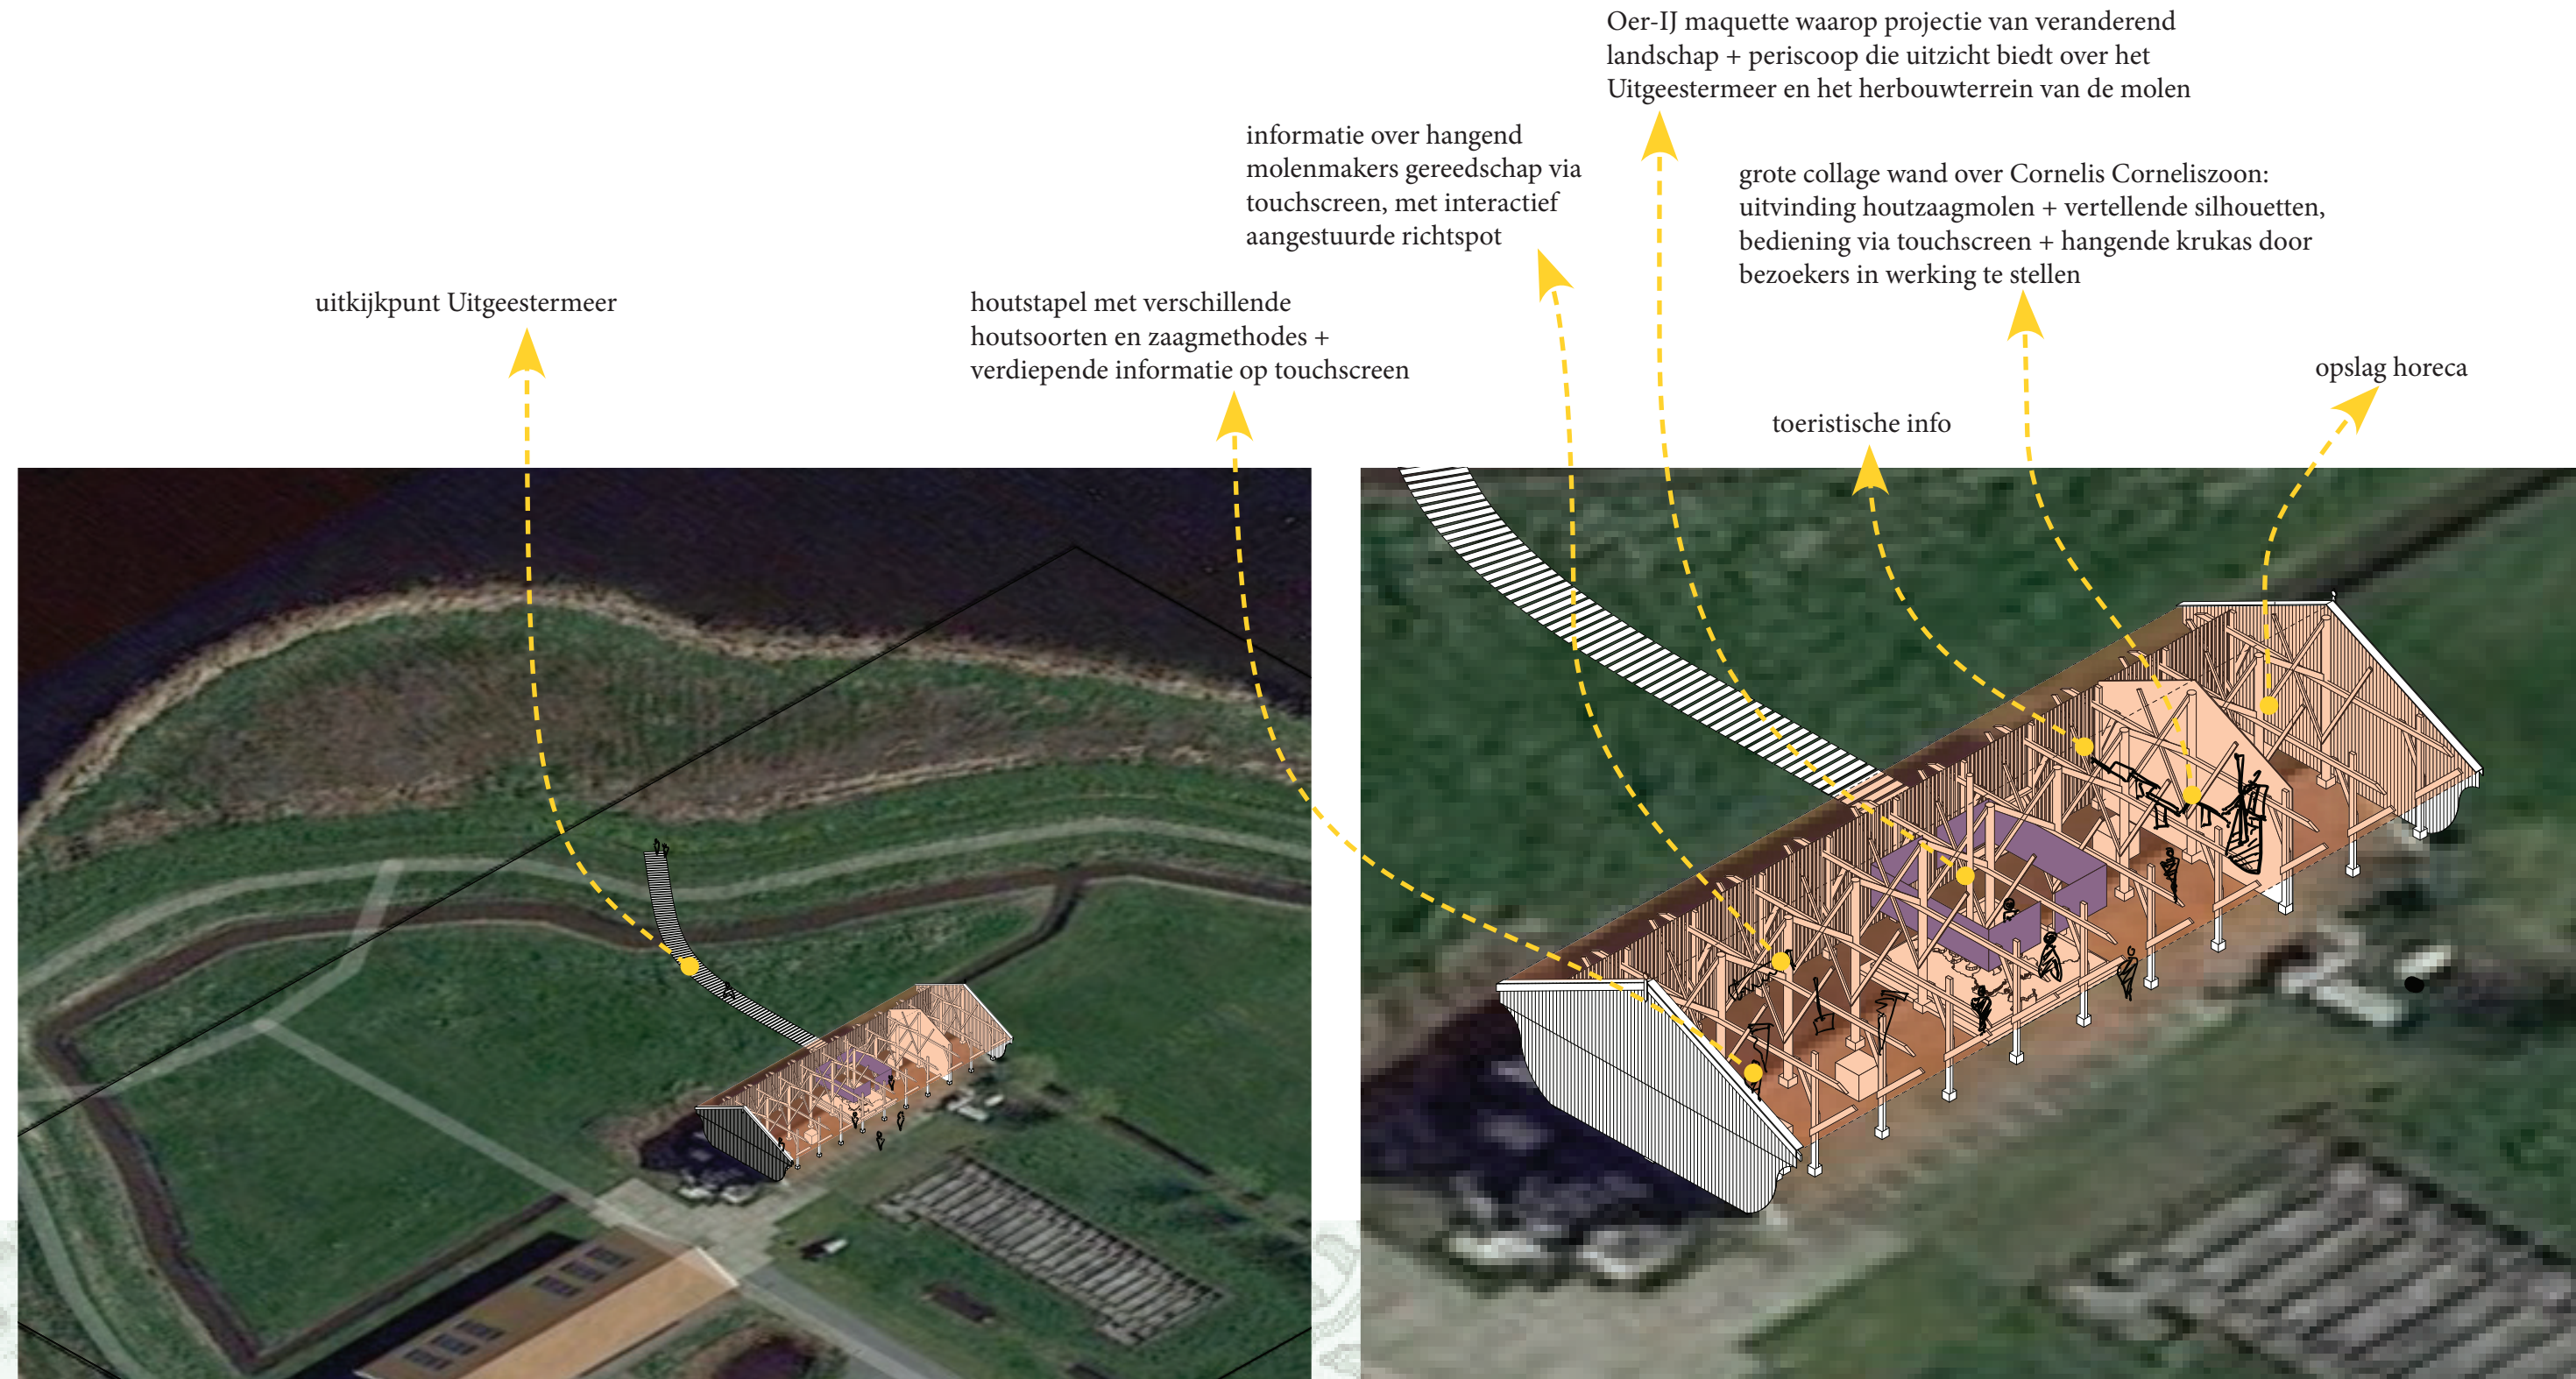 Oer-IJ maquette waarop projectie van veranderend
landschap + periscoop die uitzicht biedt over het
Uitgeestermeer en het herbouwterrein van de molen
informatie over hangend
molenmakers gereedschap via
touchscreen, met interactief
aangestuurde richtspot
grote collage wand over Cornelis Corneliszoon:
uitvinding houtzaagmolen + vertellende silhouetten,
bediening via touchscreen + hangende krukas door
bezoekers in werking te stellen
uitkijkpunt Uitgeestermeer
houtstapel met verschillende
houtsoorten en zaagmethodes +
verdiepende informatie op touchscreen
opslag horeca
toeristische info